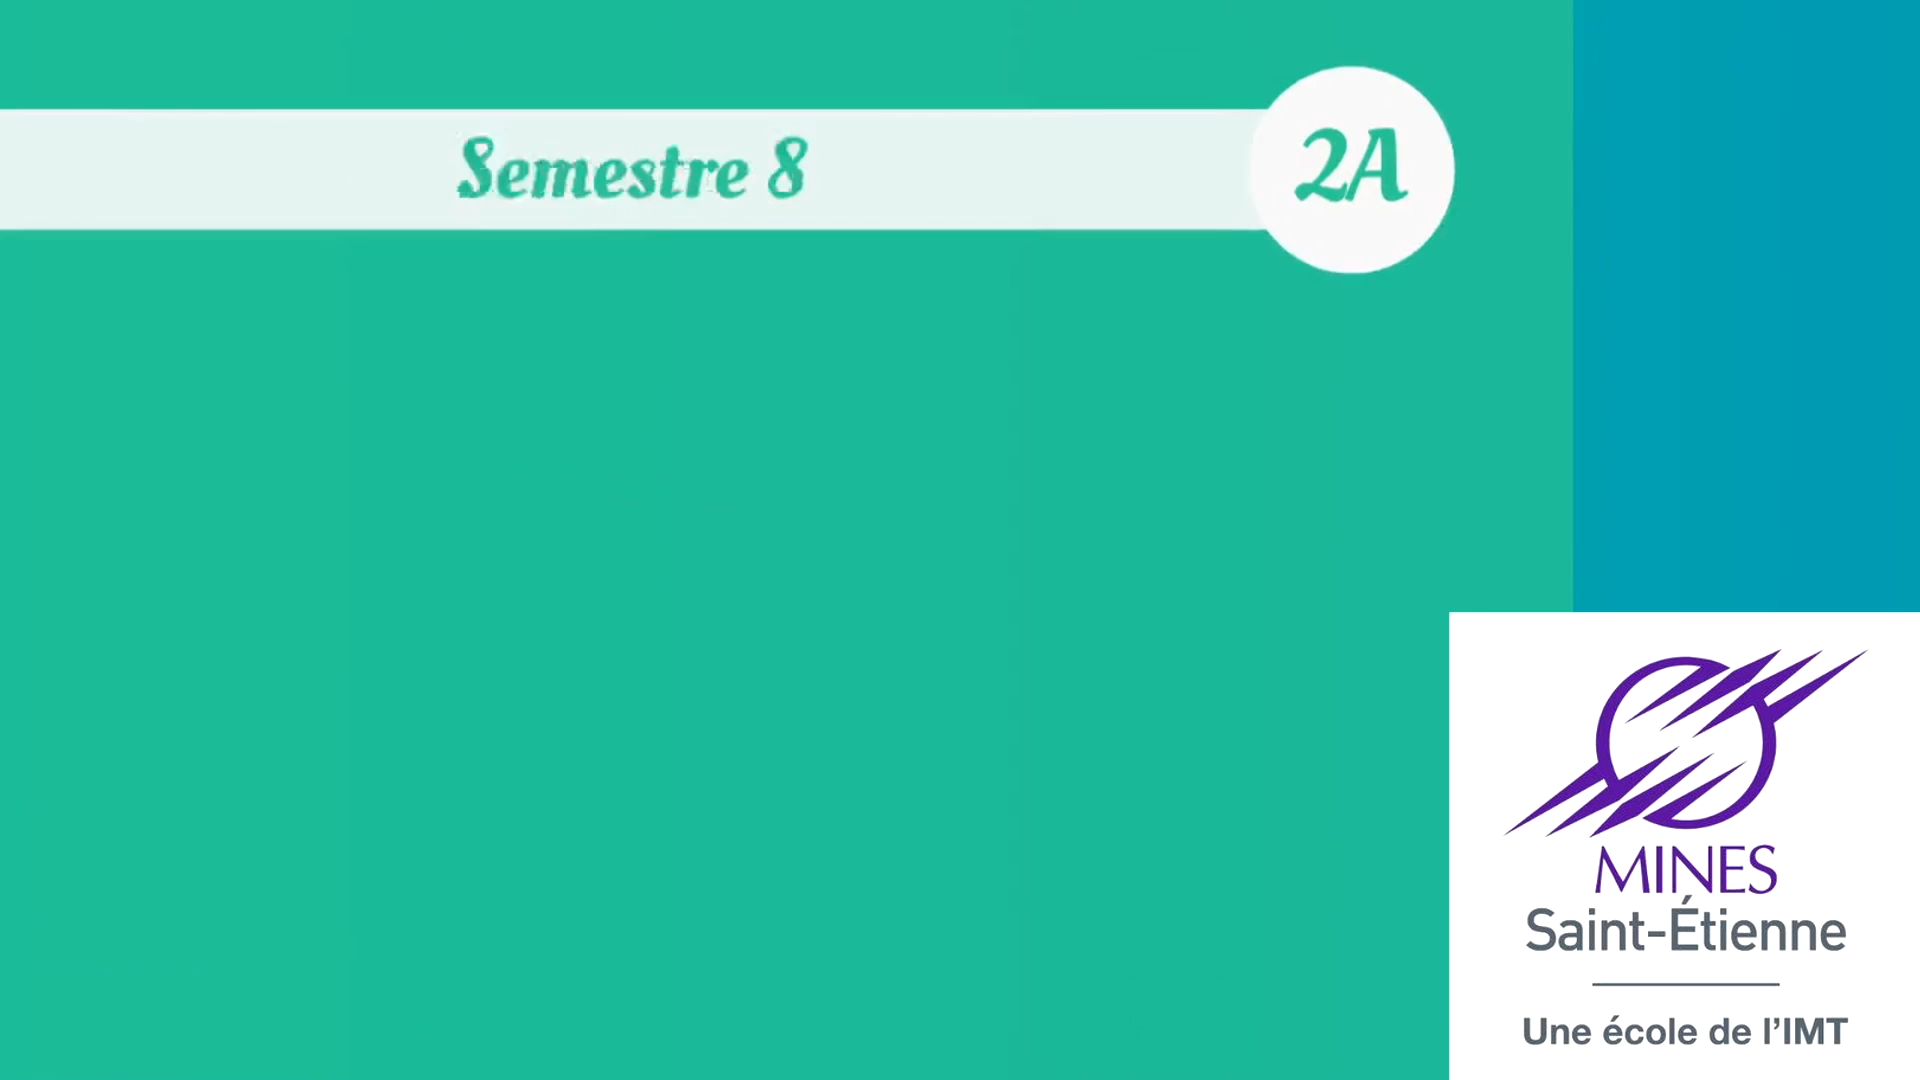 Semestre 8
2A
MINES
Saint-Étienne
Une école de l'IMT